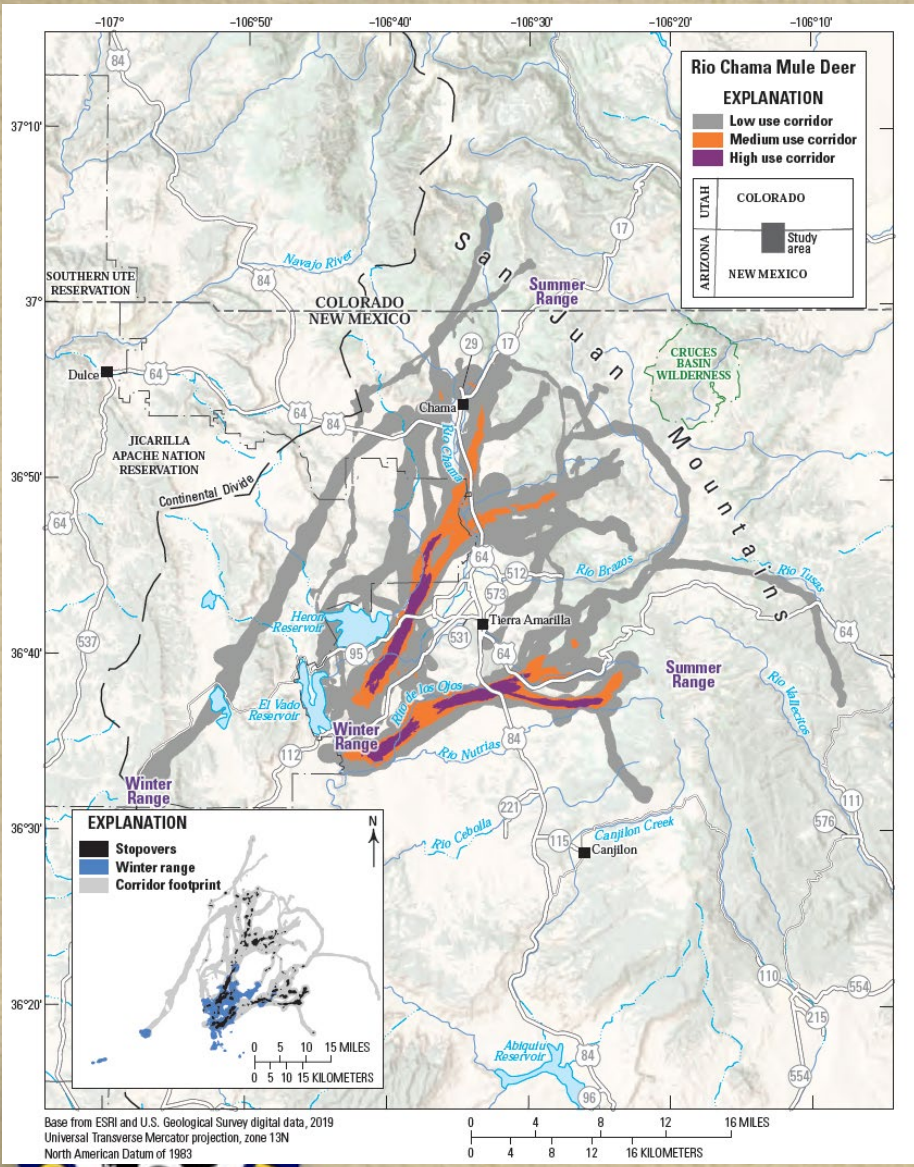 -107°
-106°50'
-106°40'
-106°30'
-106°20'
-106°10'
84
Rio Chama Mule Deer
EXPLANATION
Low use corridor
Medium use corridor
High use corridor
UTAH
COLORADO
ARIZONA
Study
area
NEW MEXICO
37°10'
17
San Juan Mountains
Navajo River
SOUTHERN UTE
RESERVATION
84
Summer
Range
37°
COLORADO
NEW MEXICO
29
17
CRUCES
BASIN
WILDERNESS
Dulce
64
Chama
64
84
JICARILLA
APACHE NATION
RESERVATION
Rio Chama
36°50'
Continental Divide
64
64
512
Rio Brazos
Rio Tusas
573
Heron
Reservoir
Tierra Amarilla
537
95
531
64
64
36°40'
Summer
Range
Rito de los Ojos
El Vado
Reservoir
Rio Vallecitos
Winter
Range
84
Rio Nutrias
112
Winter
Range
221
111
36°30'
576
EXPLANATION
N
Stopovers
Winter range
Corridor footprint
Rio Cebolla
115
Canjilon Creek
Canjilon
110
554
36°20'
215
0 5 10 15 MILES
0 5 10 15 KILOMETERS
Abiquiu
Reservoir
84
554
96
Base from ESRI and U.S. Geological Survey digital data, 2019
Universal Transverse Mercator projection, zone 13N
North American Datum of 1983
0 4 8 12 16 MILES
0 4 8 12 16 KILOMETERS